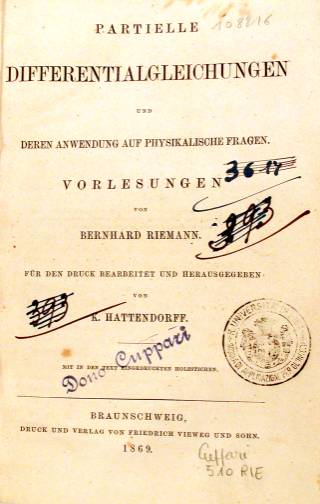 108216
PARTIELLE
DIFFERENTIALGLEICHUNGEN
UND
DEREN ANWENDUNG AUF PHYSIKALISCHE FRAGEN.
3617
VORLESUNGEN
VON
BERNHARD RIEMANN.
FÜR DEN DRUCK BEARBEITET UND HERAUSGEGEBEN
VON
K. HATTENDORFF.
MIT IN DEN TEXT EINGEDRUCKTEN HOLZSTICHEN.
Dono Cuppari
BRAUNSCHWEIG,
DRUCK UND VERLAG VON FRIEDRICH VIEWEG UND SOHN.
1869.
Cuppari
510 RIE